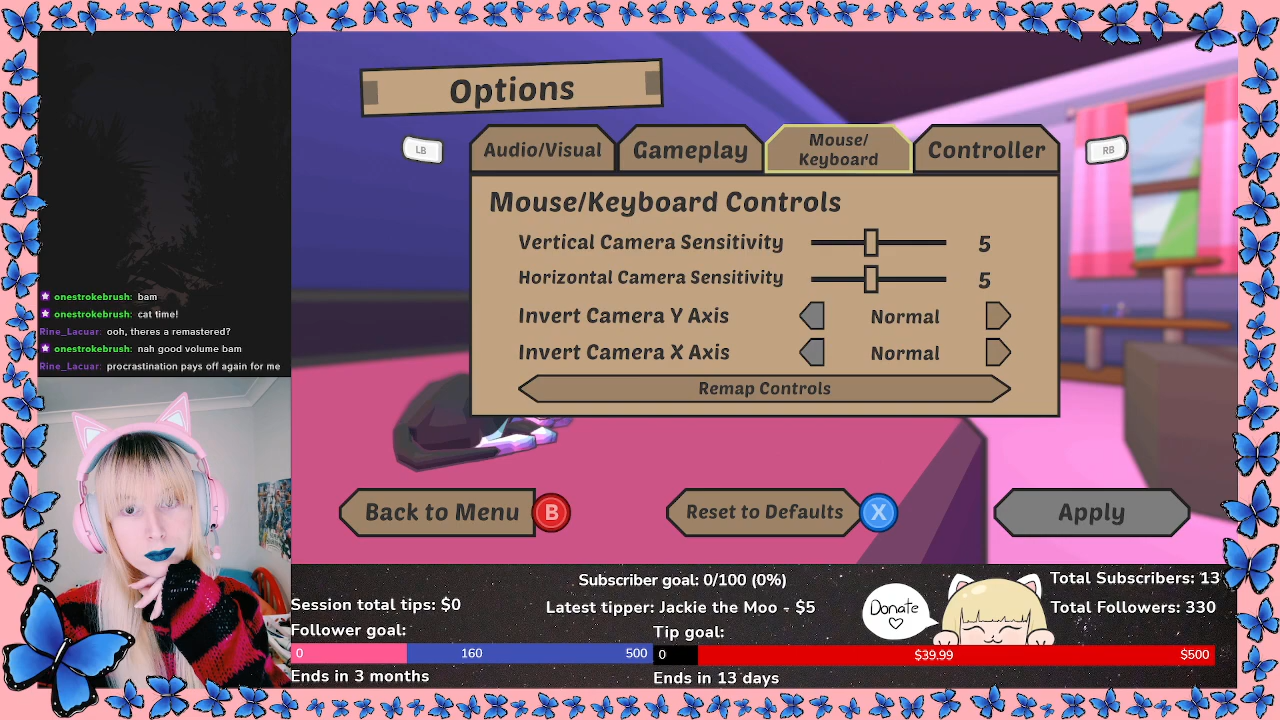 Options
LB
Audio/Visual
Gameplay
Mouse/
Keyboard
Controller
RB
Mouse/Keyboard Controls
Vertical Camera Sensitivity 5
Horizontal Camera Sensitivity 5
Invert Camera Y Axis Normal
Invert Camera X Axis Normal
Remap Controls
Back to Menu B
Reset to Defaults X
Apply
onestrokebrush: bam
onestrokebrush: cat time!
Rine_Lacuar: ooh, theres a remastered?
onestrokebrush: nah good volume bam
Rine_Lacuar: procrastination pays off again for me
Subscriber goal: 0/100 (0%)
Session total tips: $0
Latest tipper: Jackie the Moo - $5
Donate
Total Subscribers: 13
Total Followers: 330
Follower goal:
0 160 500
Ends in 3 months
Tip goal:
0 $39.99 $500
Ends in 13 days